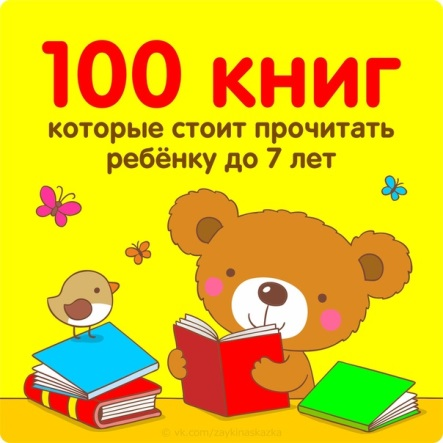 100 книг
которые стоит прочитать
ребёнку до 7 лет
© vk.com/zaykinaskazka